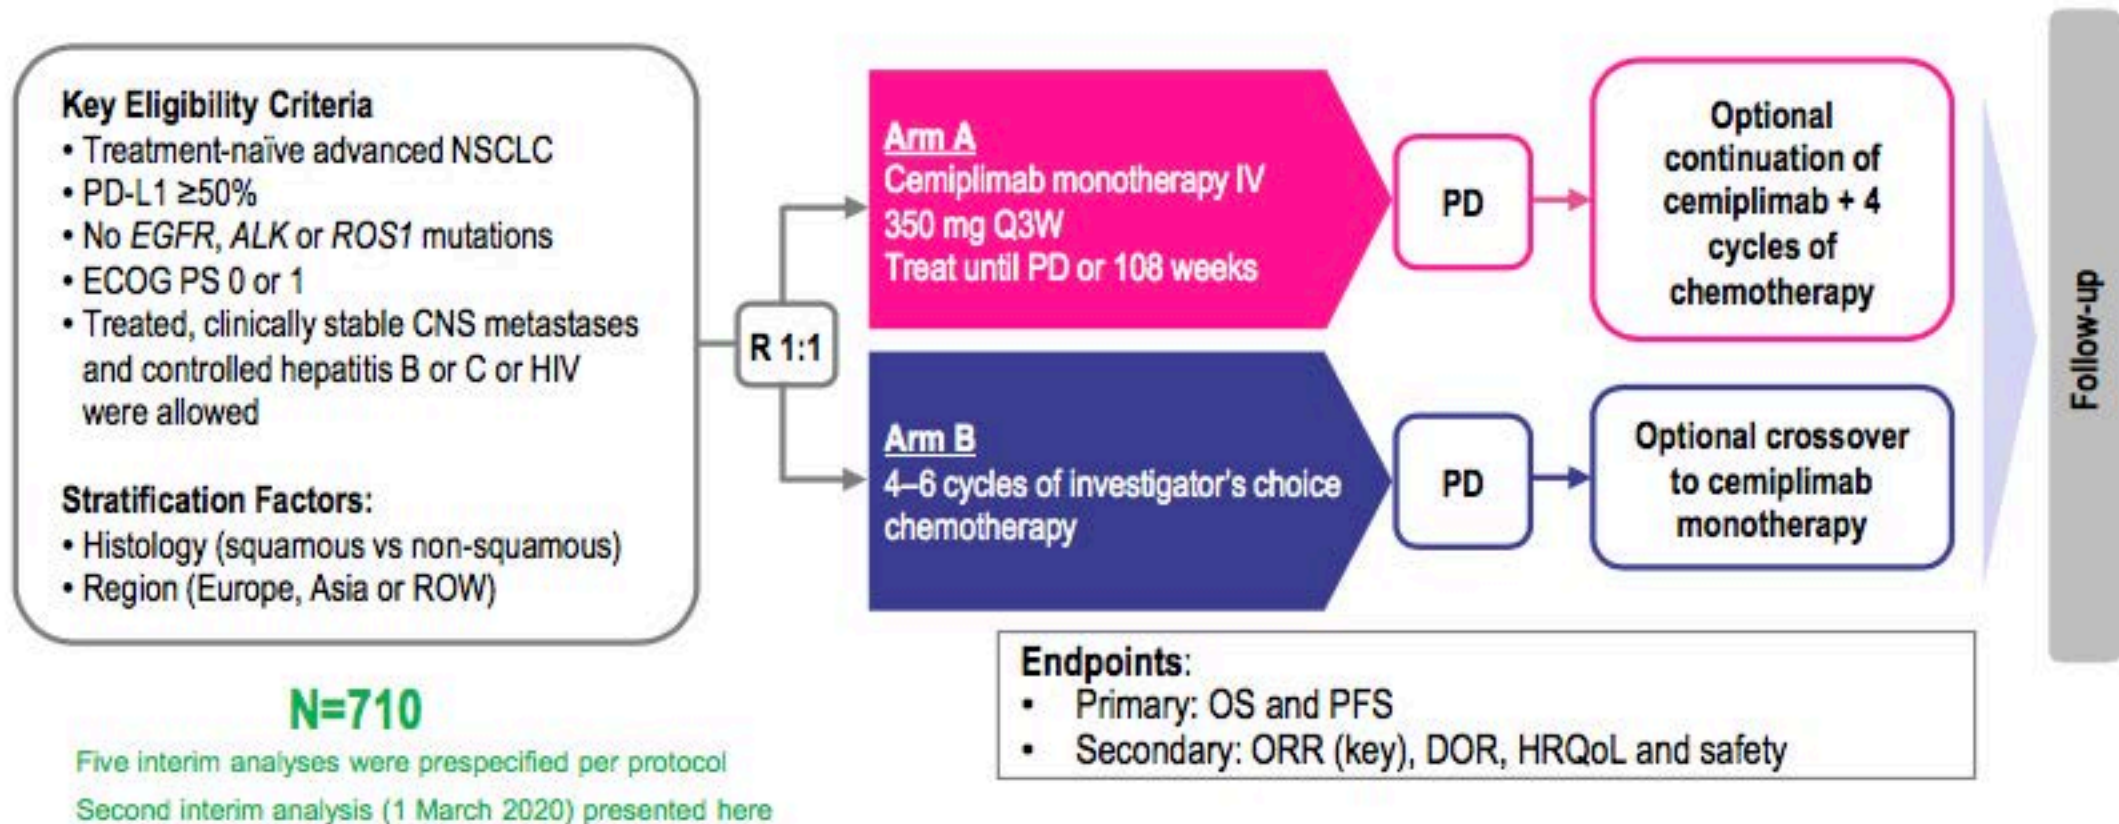 Key Eligibility Criteria
• Treatment-naïve advanced NSCLC
• PD-L1 ≥50%
• No EGFR, ALK or ROS1 mutations
• ECOG PS 0 or 1
• Treated, clinically stable CNS metastases
and controlled hepatitis B or C or HIV
were allowed
Stratification Factors:
• Histology (squamous vs non-squamous)
• Region (Europe, Asia or ROW)
N=710
Five interim analyses were prespecified per protocol
Second interim analysis (1 March 2020) presented here
R 1:1
Arm A
Cemiplimab monotherapy IV
350 mg Q3W
Treat until PD or 108 weeks
PD
Optional
continuation of
cemiplimab + 4
cycles of
chemotherapy
Arm B
4–6 cycles of investigator's choice
chemotherapy
PD
Optional crossover
to cemiplimab
monotherapy
Follow-up
Endpoints:
• Primary: OS and PFS
• Secondary: ORR (key), DOR, HRQoL and safety